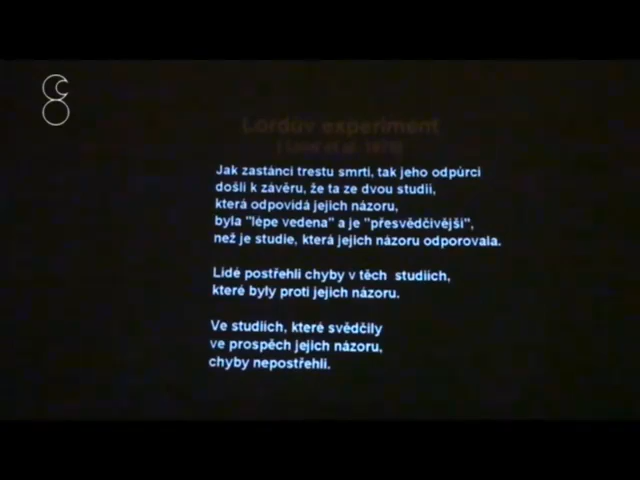 Lordův experiment
Jak zastánci trestu smrti, tak jeho odpůrci
došli k závěru, že ta ze dvou studií,
která odpovídá jejich názoru,
byla "lépe vedena" a je "přesvědčivější",
než je studie, která jejich názoru odporovala.
Lidé postřehli chyby v těch studiich,
které byly proti jejich názoru.
Ve studiich, které svědčily
ve prospěch jejich názoru,
chyby nepostřehli.